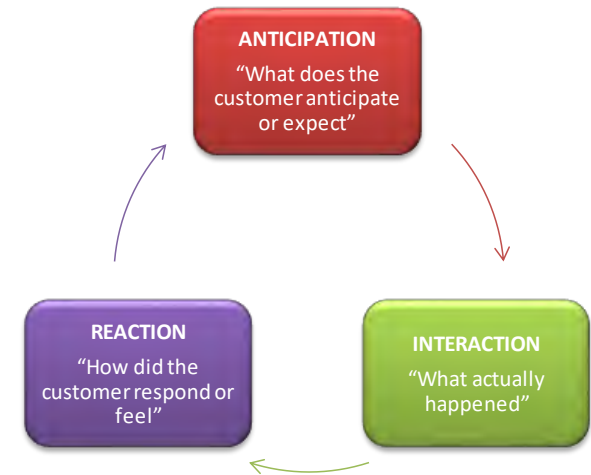 ANTICIPATION
“What does the
customer anticipate
or expect”
REACTION
“How did the
customer respond or
feel”
INTERACTION
“What actually
happened”